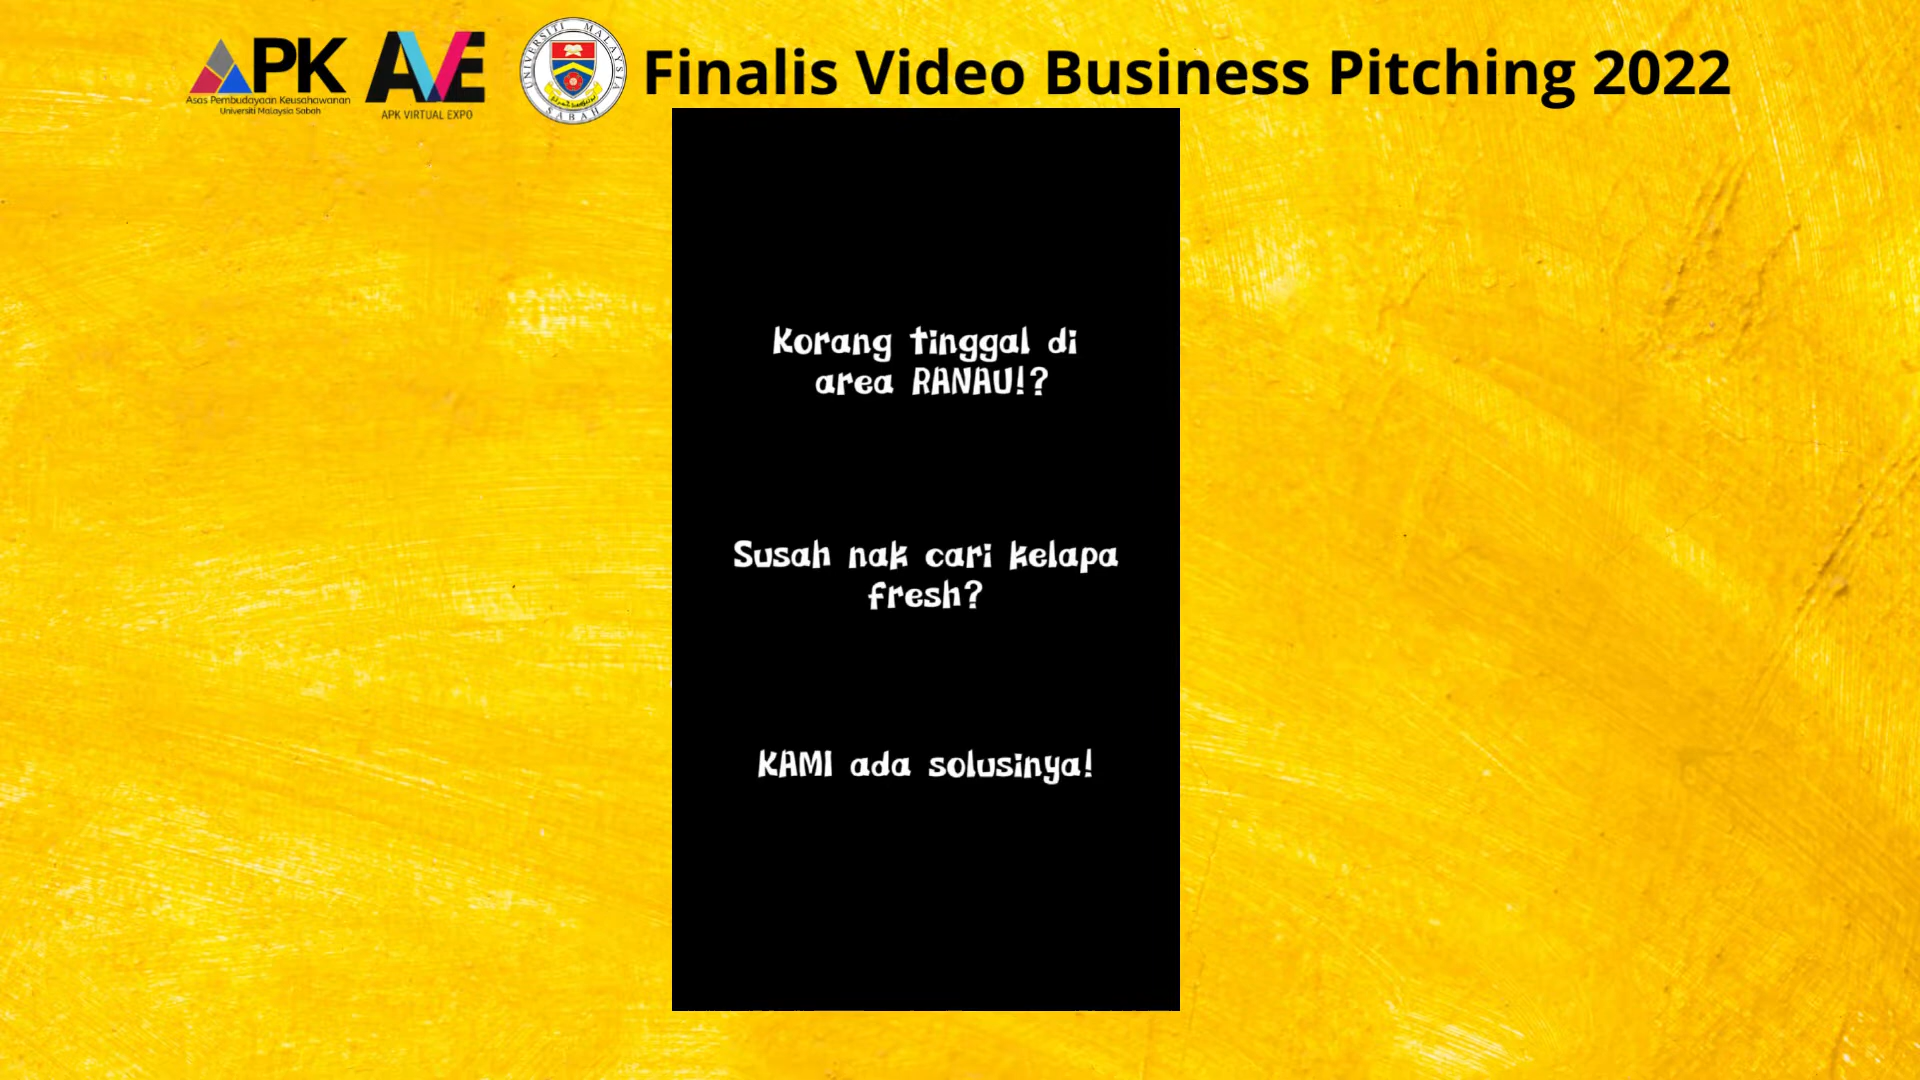 APK
Asas Pembudayaan Keusahawanan
Universiti Malaysia Sabah
AVE
APK VIRTUAL EXPO
UNIVERSITI MALAYSIA
SABAH
Finalis Video Business Pitching 2022
Korang tinggal di
area RANAU!?
Susah nak cari kelapa
fresh?
KAMI ada solusinya!